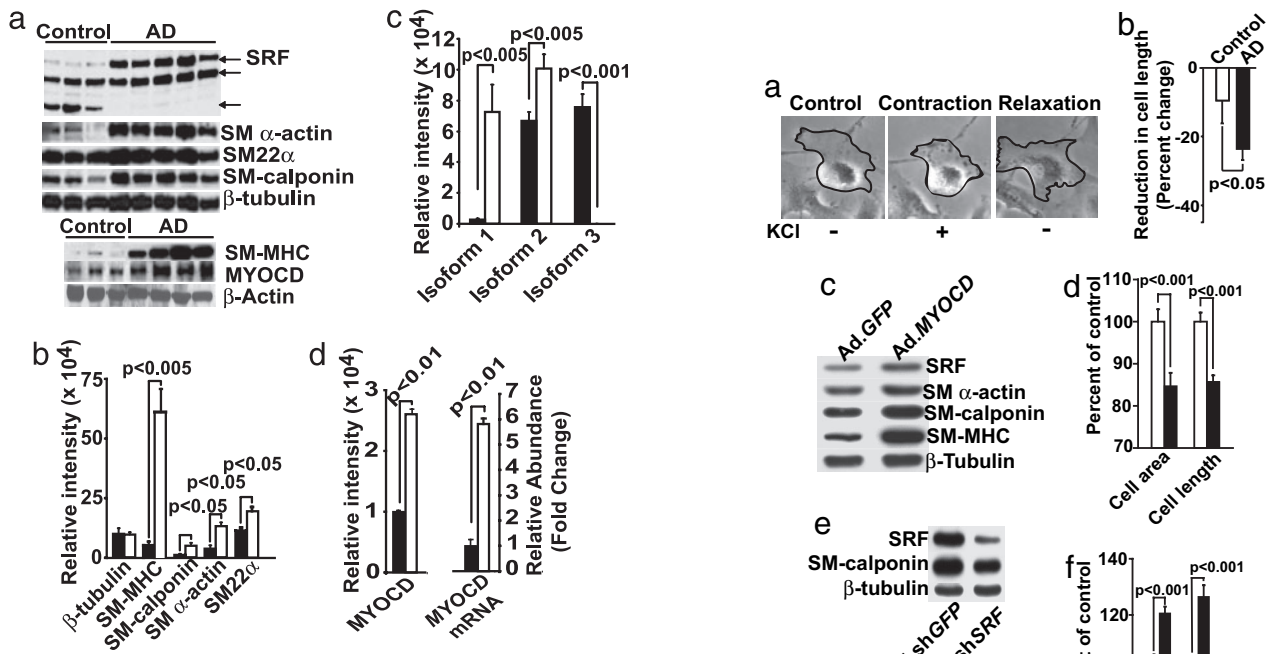 a
Control AD
SRF
SM α-actin
SM22α
SM-calponin
β-tubulin
Control AD
SM-MHC
MYOCD
β-Actin
b
Relative intensity (x 10⁴)
75
50
25
0
p<0.005
p<0.05
p<0.05
p<0.05
β-tubulin
SM-MHC
SM-calponin
SM α-actin
SM22α
c
Relative intensity (x 10⁴)
12
10
8
6
4
2
0
p<0.005
p<0.005
p<0.001
Isoform 1
Isoform 2
Isoform 3
d
Relative intensity (x 10⁴)
3
2
1
0
p<0.01
p<0.01
7
6
5
4
3
2
1
0
Relative Abundance
(Fold Change)
MYOCD
MYOCD
mRNA
a
Control Contraction Relaxation
KCl - + -
b
Control
AD
Reduction in cell length
(Percent change)
0
-20
-40
p<0.05
c
Ad.GFP
Ad.MYOCD
SRF
SM α-actin
SM-calponin
SM-MHC
β-Tubulin
d
Percent of control
110
100
90
80
70
p<0.001
p<0.001
Cell area
Cell length
e
SRF
SM-calponin
β-tubulin
shGFP
shSRF
f
of control
140
120
p<0.001
p<0.001